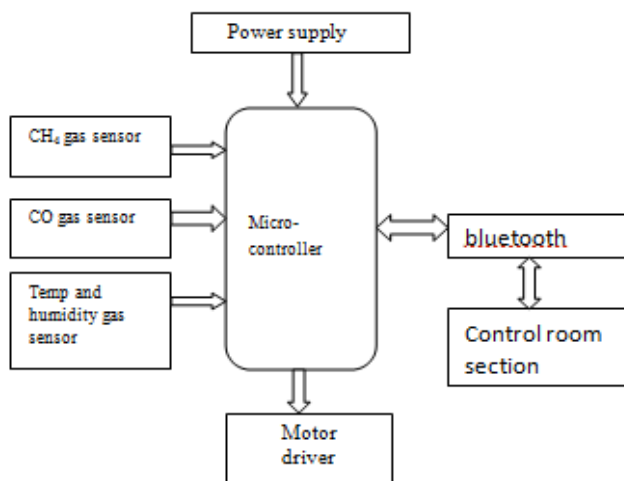 Power supply
CH₄ gas sensor
CO gas sensor
Temp and
humidity gas
sensor
Micro-
controller
bluetooth
Control room
section
Motor
driver